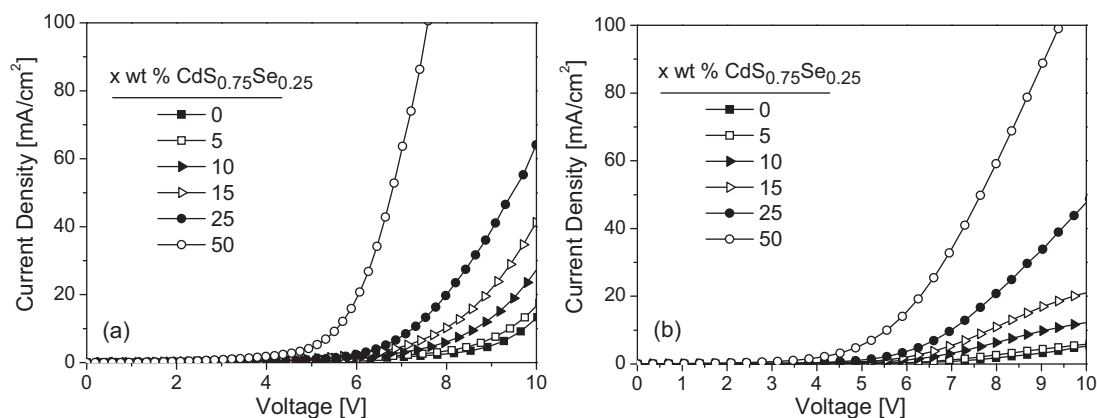 100
80
60
40
20
0
Current Density [mA/cm²]
x wt % CdS₀.₇₅Se₀.₂₅
0
5
10
15
25
50
(a)
0 2 4 6 8 10
Voltage [V]
100
80
60
40
20
0
Current Density [mA/cm²]
x wt % CdS₀.₇₅Se₀.₂₅
0
5
10
15
25
50
(b)
0 1 2 3 4 5 6 7 8 9 10
Voltage [V]